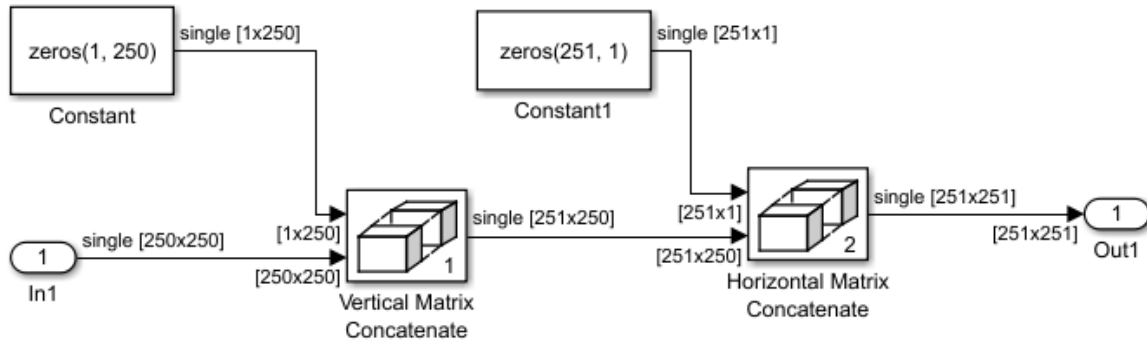 zeros(1, 250)
single [1x250]
Constant
zeros(251, 1)
single [251x1]
Constant1
1
In1
single [250x250]
[1x250]
[250x250]
1
Vertical Matrix
Concatenate
single [251x250]
[251x1]
[251x250]
2
Horizontal Matrix
Concatenate
single [251x251]
[251x251]
1
Out1